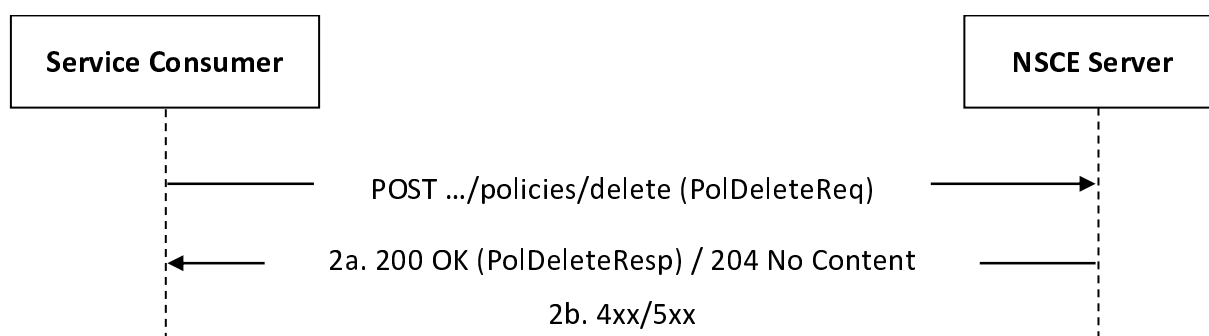 Service Consumer
NSCE Server
POST .../policies/delete (PolDeleteReq)
2a. 200 OK (PolDeleteResp) / 204 No Content
2b. 4xx/5xx